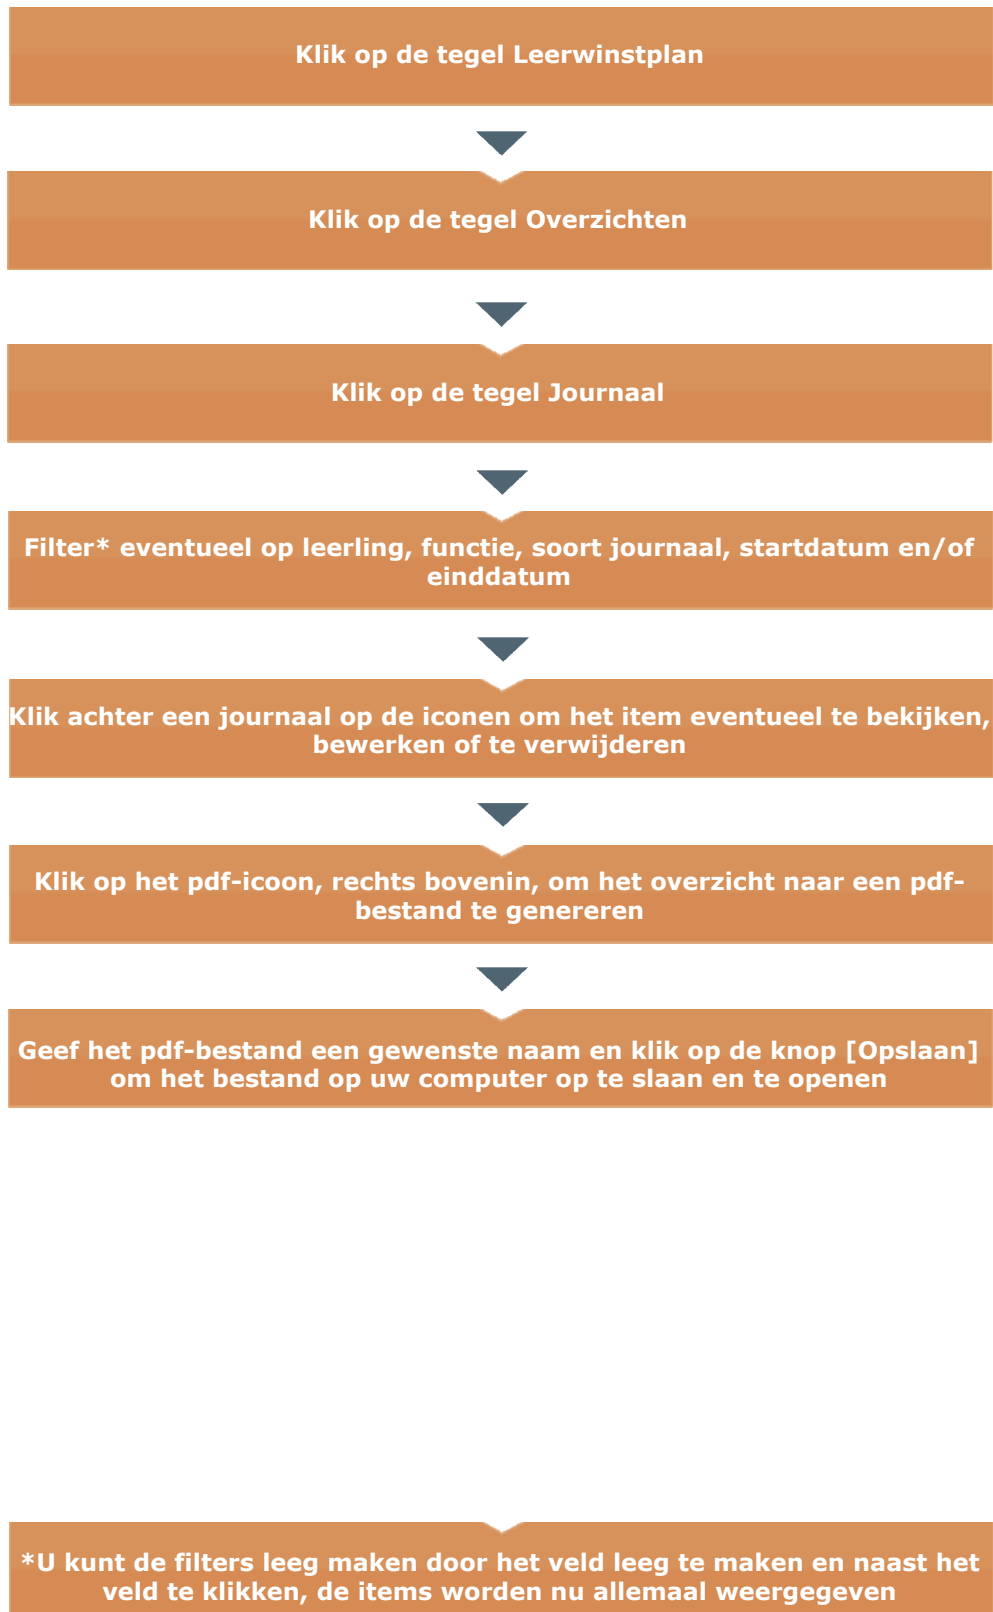 Klik op de tegel Leerwinstplan
Klik op de tegel Overzichten
Klik op de tegel Journaal
Filter* eventueel op leerling, functie, soort journaal, startdatum en/of
einddatum
Klik achter een journaal op de iconen om het item eventueel te bekijken,
bewerken of te verwijderen
Klik op het pdf-icoon, rechts bovenin, om het overzicht naar een pdf-
bestand te genereren
Geef het pdf-bestand een gewenste naam en klik op de knop [Opslaan]
om het bestand op uw computer op te slaan en te openen
*U kunt de filters leeg maken door het veld leeg te maken en naast het
veld te klikken, de items worden nu allemaal weergegeven